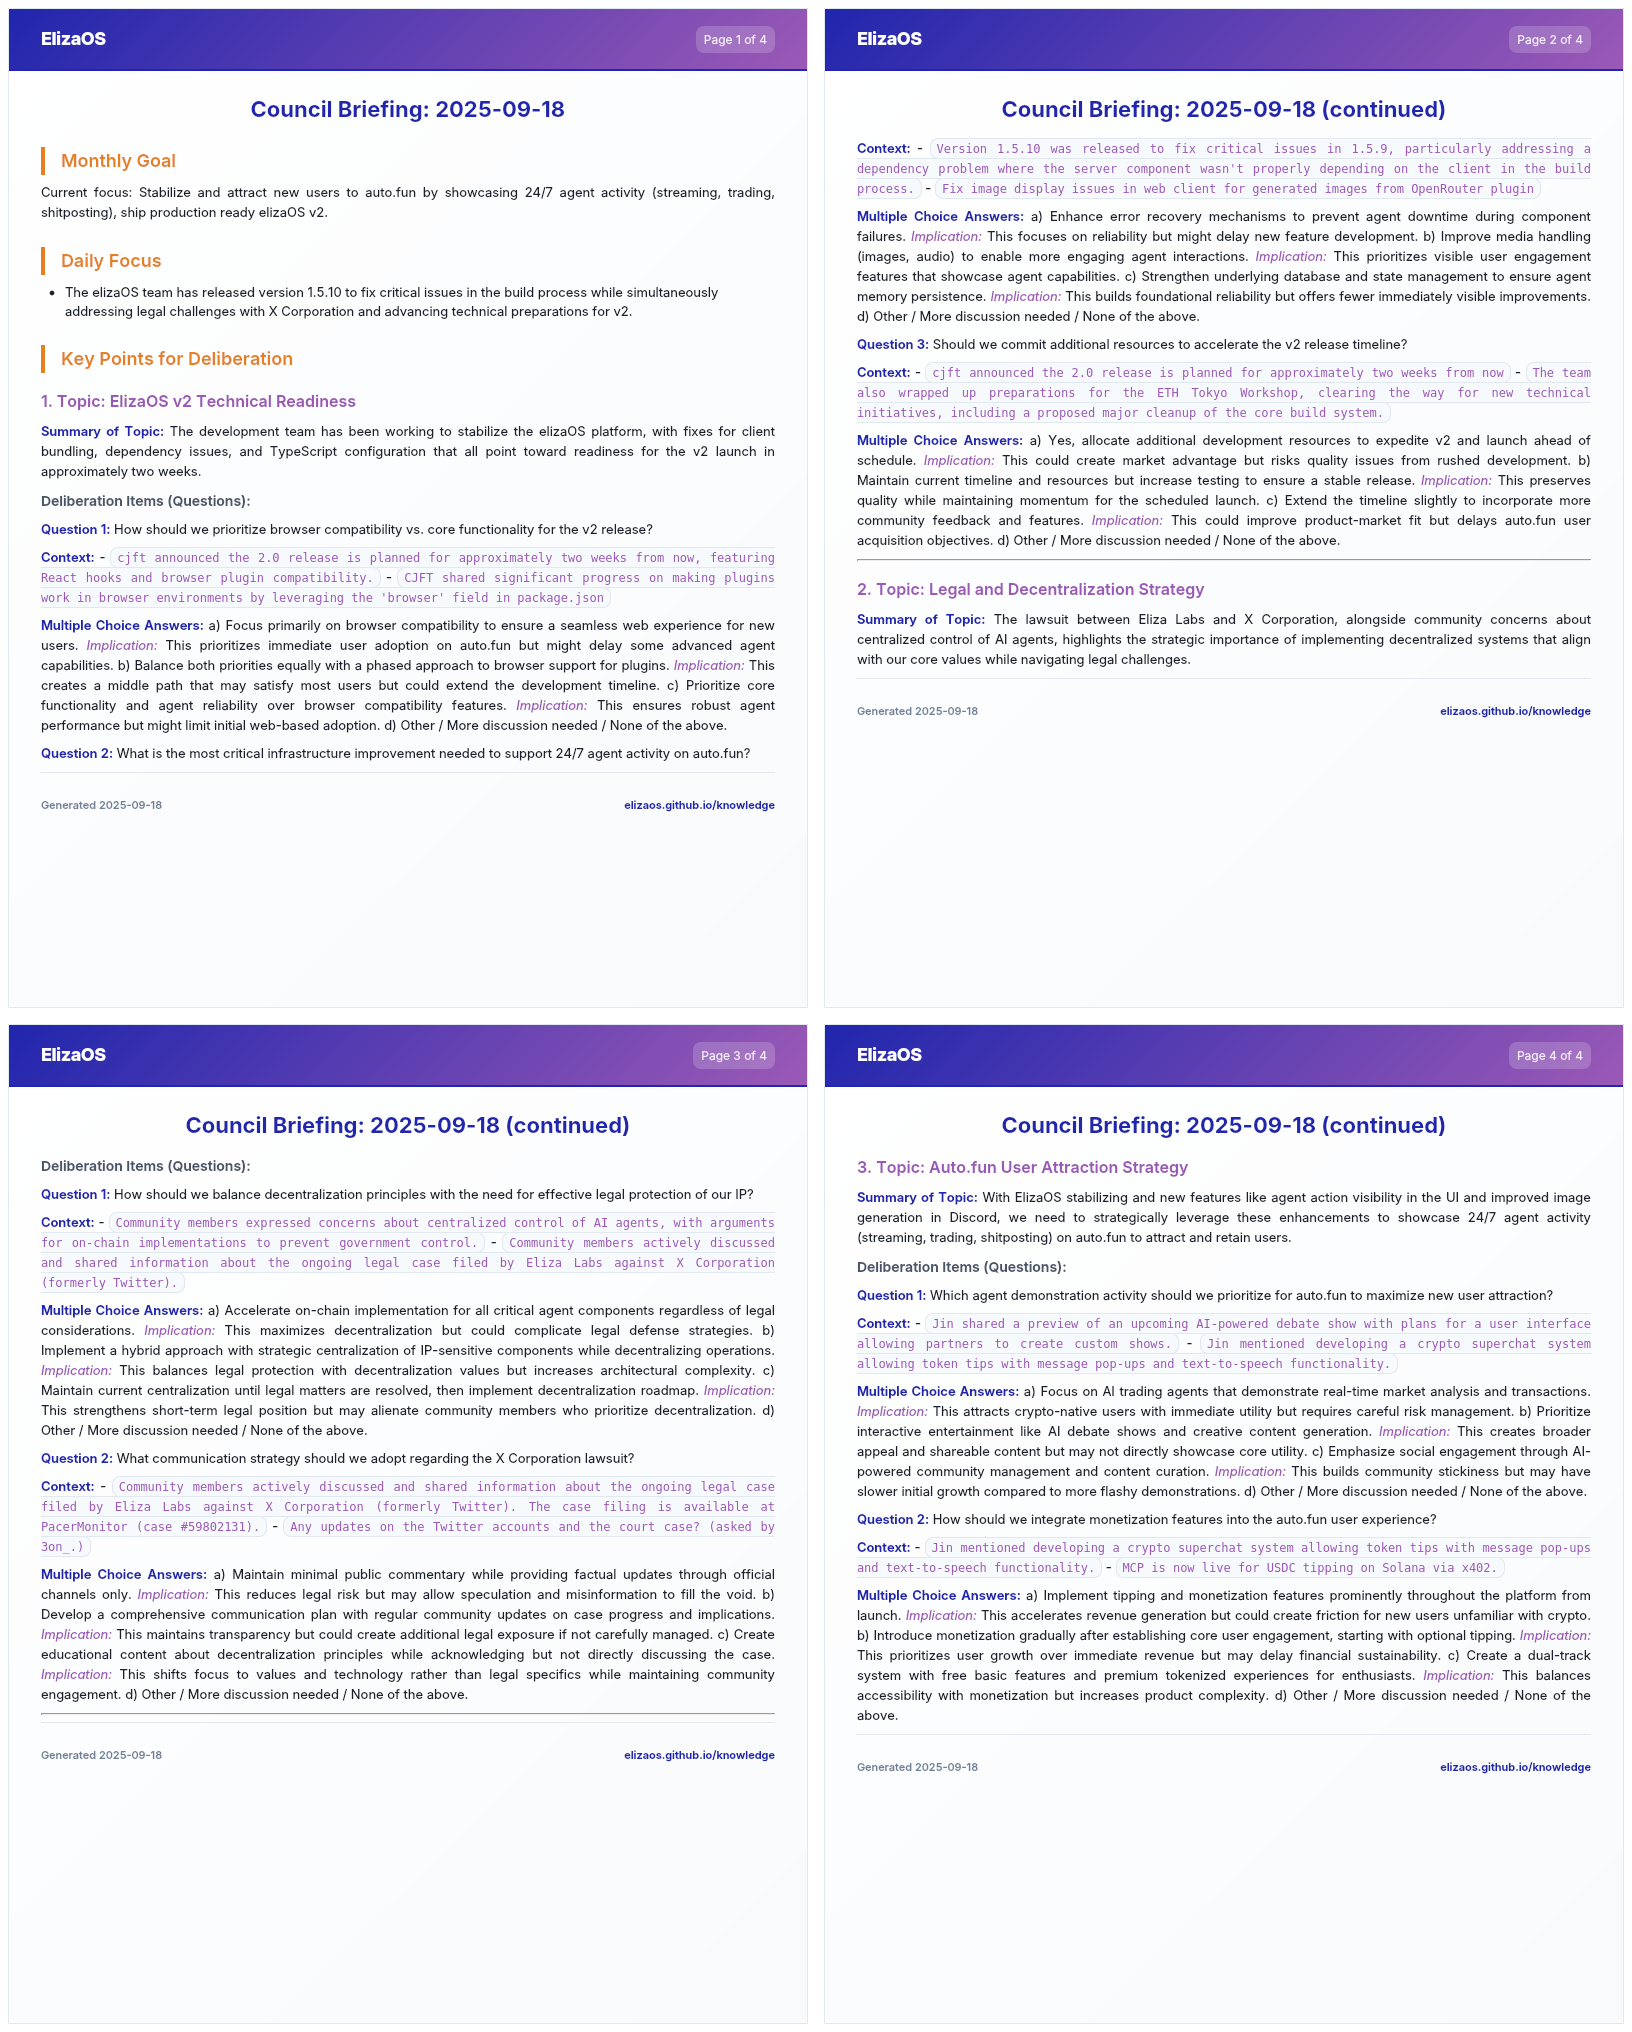 ElizaOS
Page 1 of 4
Council Briefing: 2025-09-18
Monthly Goal
Current focus: Stabilize and attract new users to auto.fun by showcasing 24/7 agent activity (streaming, trading,
shitposting), ship production ready elizaOS v2.
Daily Focus
• The elizaOS team has released version 1.5.10 to fix critical issues in the build process while simultaneously
addressing legal challenges with X Corporation and advancing technical preparations for v2.
Key Points for Deliberation
1. Topic: ElizaOS v2 Technical Readiness
Summary of Topic: The development team has been working to stabilize the elizaOS platform, with fixes for client
bundling, dependency issues, and TypeScript configuration that all point toward readiness for the v2 launch in
approximately two weeks.
Deliberation Items (Questions):
Question 1: How should we prioritize browser compatibility vs. core functionality for the v2 release?
Context: - cjft announced the 2.0 release is planned for approximately two weeks from now, featuring
React hooks and browser plugin compatibility. - CJFT shared significant progress on making plugins
work in browser environments by leveraging the 'browser' field in package.json
Multiple Choice Answers: a) Focus primarily on browser compatibility to ensure a seamless web experience for new
users. Implication: This prioritizes immediate user adoption on auto.fun but might delay some advanced agent
capabilities. b) Balance both priorities equally with a phased approach to browser support for plugins. Implication: This
creates a middle path that may satisfy most users but could extend the development timeline. c) Prioritize core
functionality and agent reliability over browser compatibility features. Implication: This ensures robust agent
performance but might limit initial web-based adoption. d) Other / More discussion needed / None of the above.
Question 2: What is the most critical infrastructure improvement needed to support 24/7 agent activity on auto.fun?
Generated 2025-09-18
elizaos.github.io/knowledge
ElizaOS
Page 2 of 4
Council Briefing: 2025-09-18 (continued)
Context: - Version 1.5.10 was released to fix critical issues in 1.5.9, particularly addressing a
dependency problem where the server component wasn't properly depending on the client in the build
process. - Fix image display issues in web client for generated images from OpenRouter plugin
Multiple Choice Answers: a) Enhance error recovery mechanisms to prevent agent downtime during component
failures. Implication: This focuses on reliability but might delay new feature development. b) Improve media handling
(images, audio) to enable more engaging agent interactions. Implication: This prioritizes visible user engagement
features that showcase agent capabilities. c) Strengthen underlying database and state management to ensure agent
memory persistence. Implication: This builds foundational reliability but offers fewer immediately visible improvements.
d) Other / More discussion needed / None of the above.
Question 3: Should we commit additional resources to accelerate the v2 release timeline?
Context: - cjft announced the 2.0 release is planned for approximately two weeks from now - The team
also wrapped up preparations for the ETH Tokyo Workshop, clearing the way for new technical
initiatives, including a proposed major cleanup of the core build system.
Multiple Choice Answers: a) Yes, allocate additional development resources to expedite v2 and launch ahead of
schedule. Implication: This could create market advantage but risks quality issues from rushed development. b)
Maintain current timeline and resources but increase testing to ensure a stable release. Implication: This preserves
quality while maintaining momentum for the scheduled launch. c) Extend the timeline slightly to incorporate more
community feedback and features. Implication: This could improve product-market fit but delays auto.fun user
acquisition objectives. d) Other / More discussion needed / None of the above.
2. Topic: Legal and Decentralization Strategy
Summary of Topic: The lawsuit between Eliza Labs and X Corporation, alongside community concerns about
centralized control of AI agents, highlights the strategic importance of implementing decentralized systems that align
with our core values while navigating legal challenges.
Generated 2025-09-18
elizaos.github.io/knowledge
ElizaOS
Page 3 of 4
Council Briefing: 2025-09-18 (continued)
Deliberation Items (Questions):
Question 1: How should we balance decentralization principles with the need for effective legal protection of our IP?
Context: - Community members expressed concerns about centralized control of AI agents, with arguments
for on-chain implementations to prevent government control. - Community members actively discussed
and shared information about the ongoing legal case filed by Eliza Labs against X Corporation
(formerly Twitter).
Multiple Choice Answers: a) Accelerate on-chain implementation for all critical agent components regardless of legal
considerations. Implication: This maximizes decentralization but could complicate legal defense strategies. b)
Implement a hybrid approach with strategic centralization of IP-sensitive components while decentralizing operations.
Implication: This balances legal protection with decentralization values but increases architectural complexity. c)
Maintain current centralization until legal matters are resolved, then implement decentralization roadmap. Implication:
This strengthens short-term legal position but may alienate community members who prioritize decentralization. d)
Other / More discussion needed / None of the above.
Question 2: What communication strategy should we adopt regarding the X Corporation lawsuit?
Context: - Community members actively discussed and shared information about the ongoing legal case
filed by Eliza Labs against X Corporation (formerly Twitter). The case filing is available at
PacerMonitor (case #59802131). - Any updates on the Twitter accounts and the court case? (asked by
3on_.)
Multiple Choice Answers: a) Maintain minimal public commentary while providing factual updates through official
channels only. Implication: This reduces legal risk but may allow speculation and misinformation to fill the void. b)
Develop a comprehensive communication plan with regular community updates on case progress and implications.
Implication: This maintains transparency but could create additional legal exposure if not carefully managed. c) Create
educational content about decentralization principles while acknowledging but not directly discussing the case.
Implication: This shifts focus to values and technology rather than legal specifics while maintaining community
engagement. d) Other / More discussion needed / None of the above.
Generated 2025-09-18
elizaos.github.io/knowledge
ElizaOS
Page 4 of 4
Council Briefing: 2025-09-18 (continued)
3. Topic: Auto.fun User Attraction Strategy
Summary of Topic: With ElizaOS stabilizing and new features like agent action visibility in the UI and improved image
generation in Discord, we need to strategically leverage these enhancements to showcase 24/7 agent activity
(streaming, trading, shitposting) on auto.fun to attract and retain users.
Deliberation Items (Questions):
Question 1: Which agent demonstration activity should we prioritize for auto.fun to maximize new user attraction?
Context: - Jin shared a preview of an upcoming AI-powered debate show with plans for a user interface
allowing partners to create custom shows. - Jin mentioned developing a crypto superchat system
allowing token tips with message pop-ups and text-to-speech functionality.
Multiple Choice Answers: a) Focus on AI trading agents that demonstrate real-time market analysis and transactions.
Implication: This attracts crypto-native users with immediate utility but requires careful risk management. b) Prioritize
interactive entertainment like AI debate shows and creative content generation. Implication: This creates broader
appeal and shareable content but may not directly showcase core utility. c) Emphasize social engagement through AI-
powered community management and content curation. Implication: This builds community stickiness but may have
slower initial growth compared to more flashy demonstrations. d) Other / More discussion needed / None of the above.
Question 2: How should we integrate monetization features into the auto.fun user experience?
Context: - Jin mentioned developing a crypto superchat system allowing token tips with message pop-ups
and text-to-speech functionality. - MCP is now live for USDC tipping on Solana via x402.
Multiple Choice Answers: a) Implement tipping and monetization features prominently throughout the platform from
launch. Implication: This accelerates revenue generation but could create friction for new users unfamiliar with crypto.
b) Introduce monetization gradually after establishing core user engagement, starting with optional tipping. Implication:
This prioritizes user growth over immediate revenue but may delay financial sustainability. c) Create a dual-track
system with free basic features and premium tokenized experiences for enthusiasts. Implication: This balances
accessibility with monetization but increases product complexity. d) Other / More discussion needed / None of the
above.
Generated 2025-09-18
elizaos.github.io/knowledge